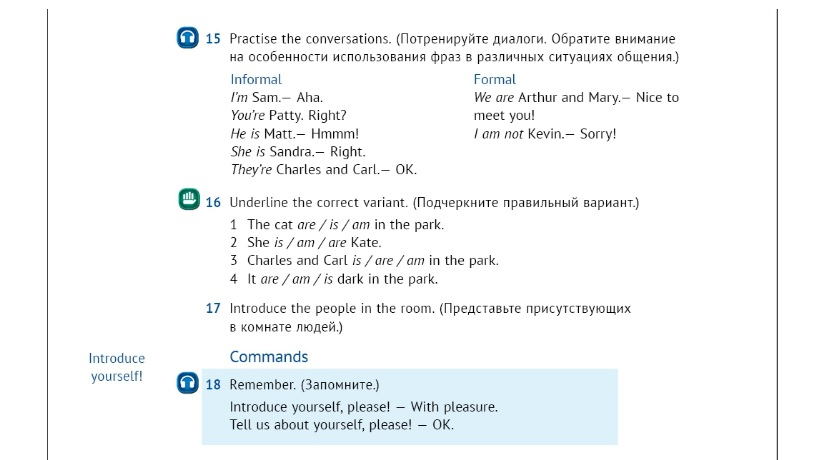 15 Practise the conversations. (Потренируйте диалоги. Обратите внимание
на особенности использования фраз в различных ситуациях общения.)
Informal
I'm Sam.— Aha.
You're Patty. Right?
He is Matt.— Hmmm!
She is Sandra.— Right.
They're Charles and Carl.— OK.
Formal
We are Arthur and Mary.— Nice to
meet you!
I am not Kevin.— Sorry!
16 Underline the correct variant. (Подчеркните правильный вариант.)
1 The cat are / is / am in the park.
2 She is / am / are Kate.
3 Charles and Carl is / are / am in the park.
4 It are / am / is dark in the park.
17 Introduce the people in the room. (Представьте присутствующих
в комнате людей.)
Commands
Introduce
yourself!
18 Remember. (Запомните.)
Introduce yourself, please! — With pleasure.
Tell us about yourself, please! — OK.